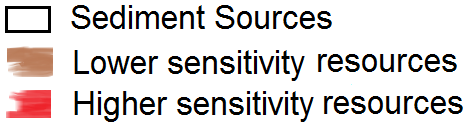 Sediment Sources
Lower sensitivity resources
Higher sensitivity resources